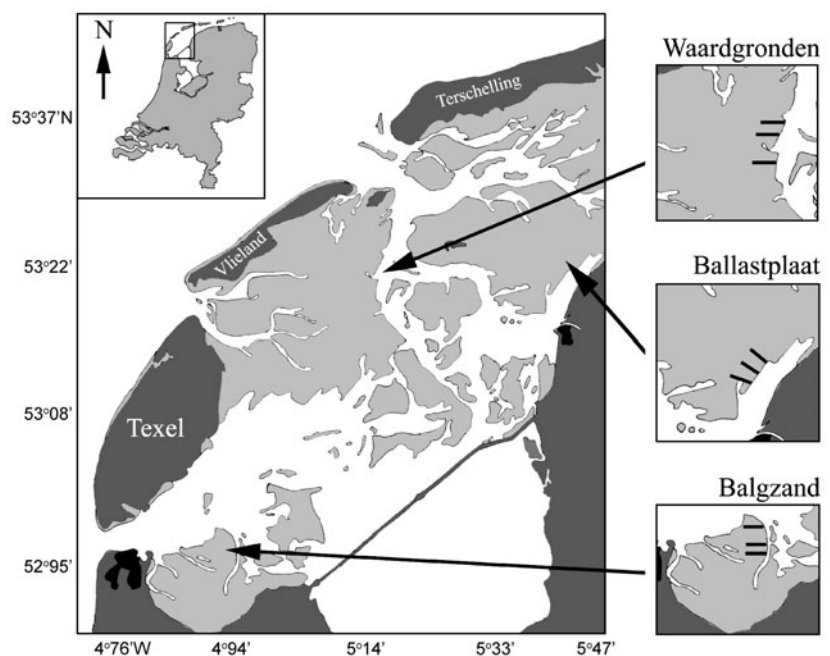 N
Terschelling
Vlieland
Texel
53°37'N
53°22'
53°08'
52°95'
4°76'W
4°94'
5°14'
5°33'
5°47'
Waardgronden
Ballastplaat
Balgzand